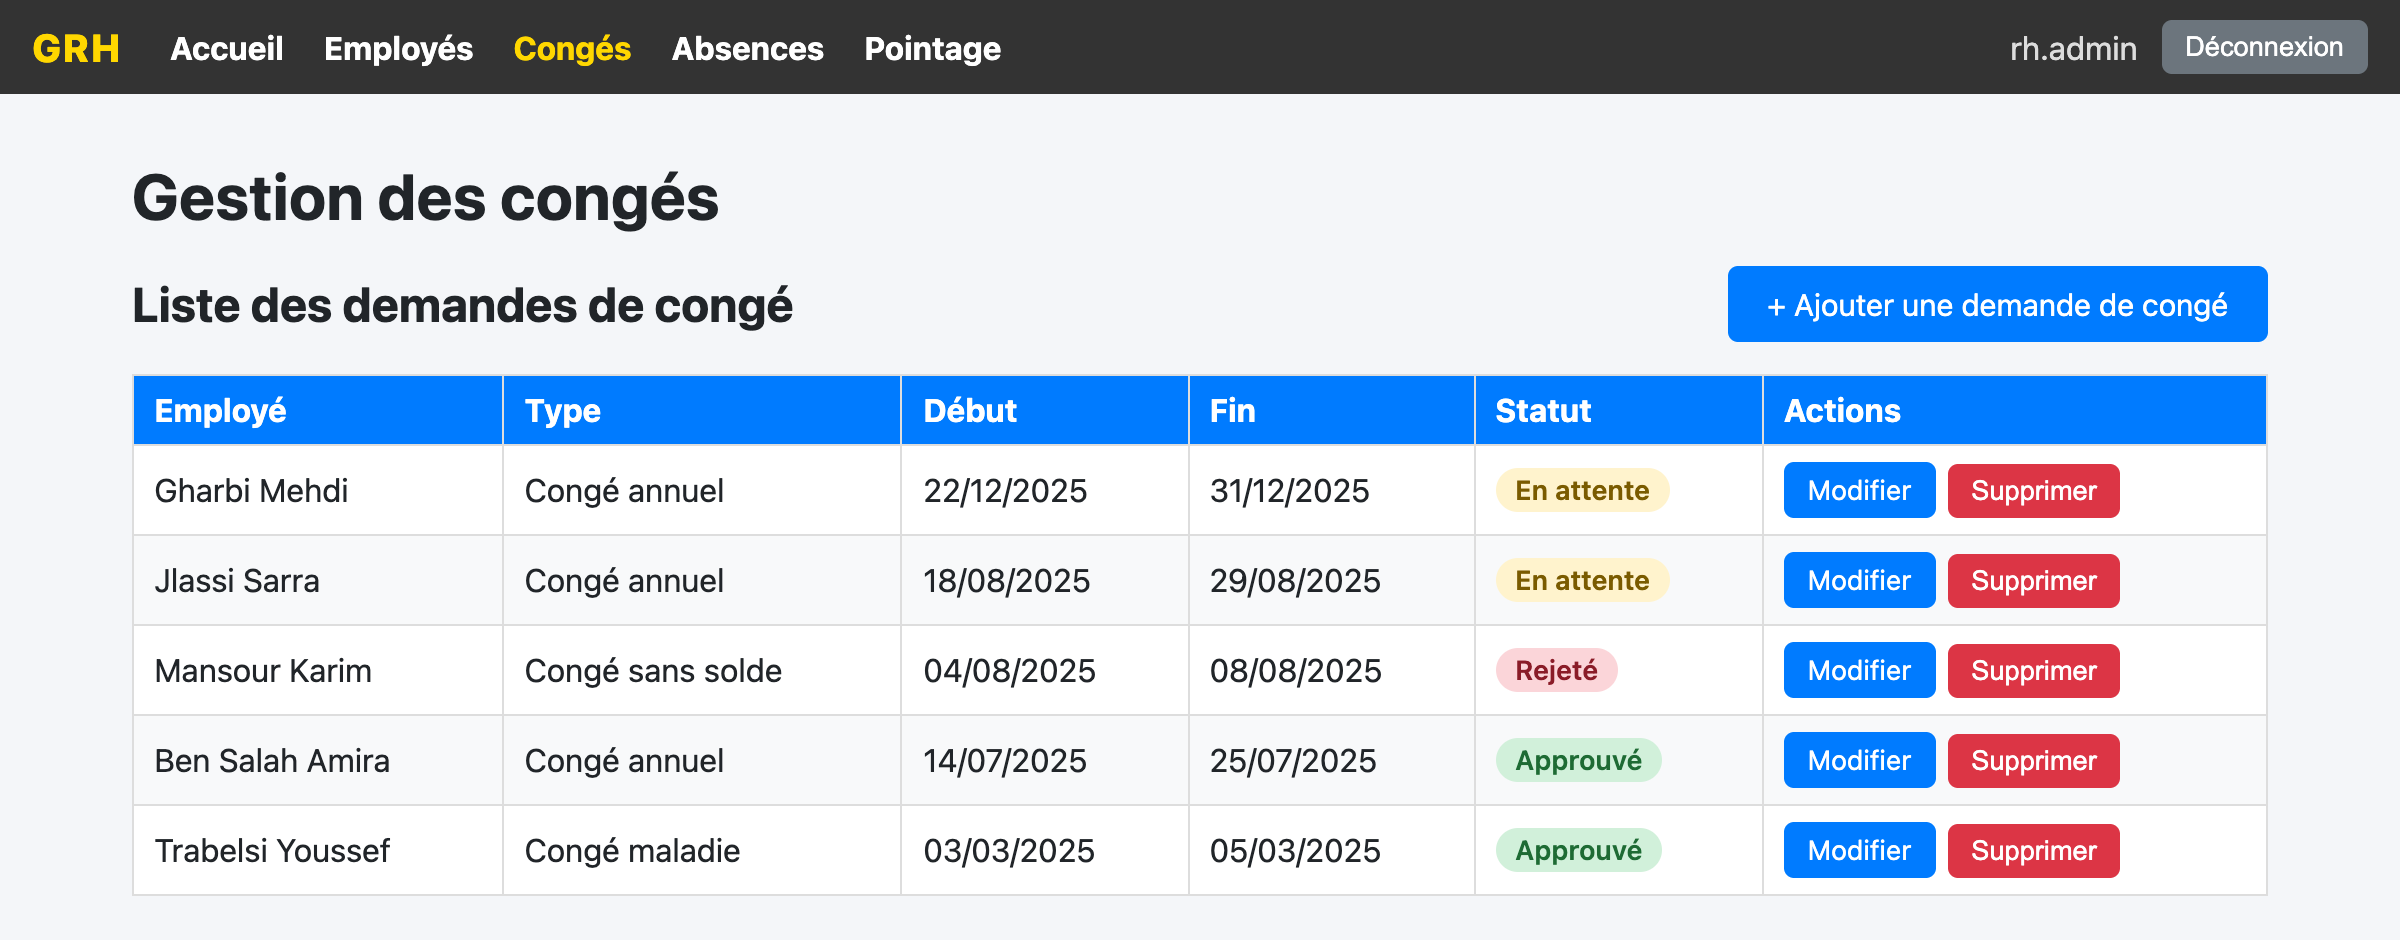 GRH Accueil Employés Congés Absences Pointage rh.admin Déconnexion
Gestion des congés
Liste des demandes de congé + Ajouter une demande de congé
Employé Type Début Fin Statut Actions
Gharbi Mehdi Congé annuel 22/12/2025 31/12/2025 En attente Modifier Supprimer
Jlassi Sarra Congé annuel 18/08/2025 29/08/2025 En attente Modifier Supprimer
Mansour Karim Congé sans solde 04/08/2025 08/08/2025 Rejeté Modifier Supprimer
Ben Salah Amira Congé annuel 14/07/2025 25/07/2025 Approuvé Modifier Supprimer
Trabelsi Youssef Congé maladie 03/03/2025 05/03/2025 Approuvé Modifier Supprimer